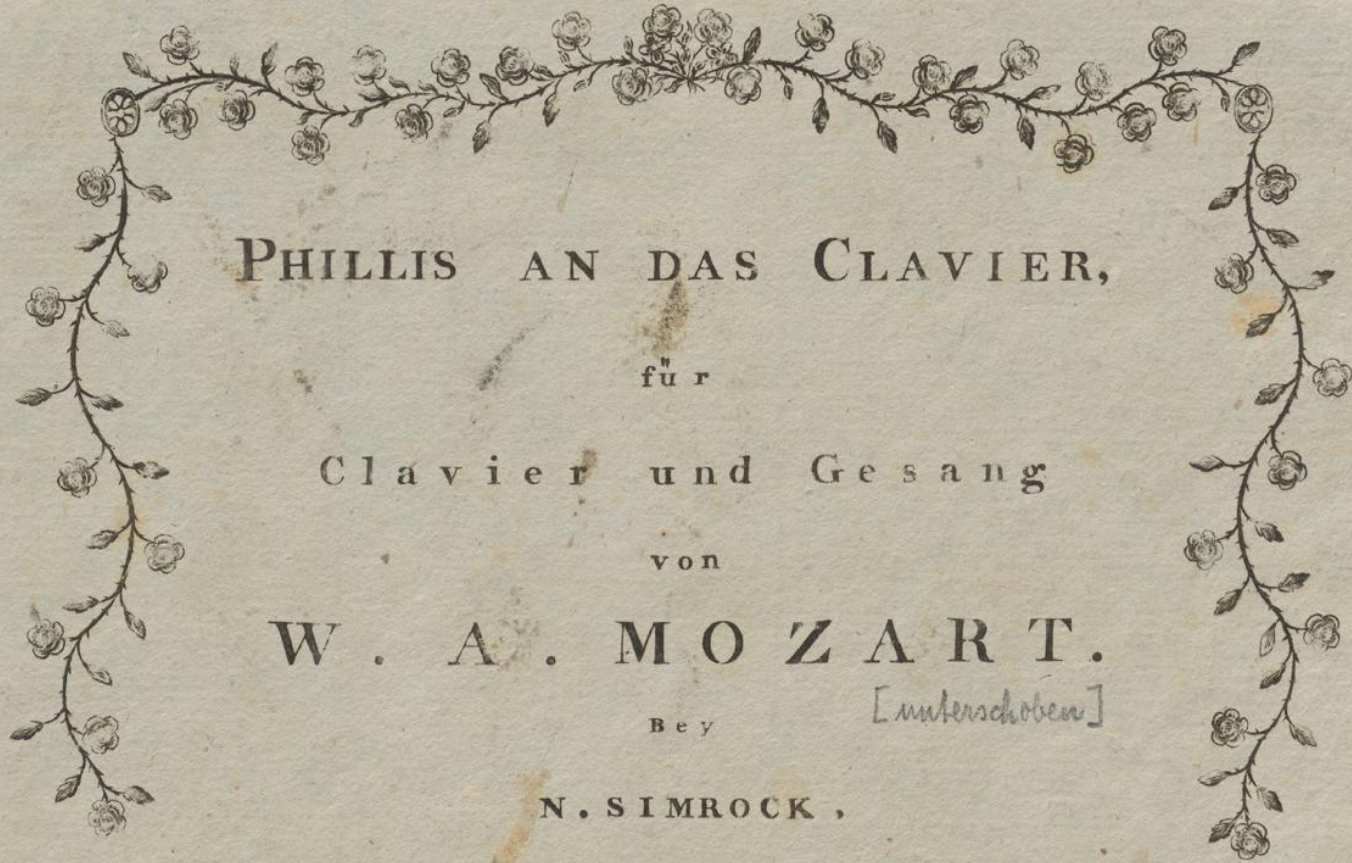 PHILLIS AN DAS CLAVIER,
für
Clavier und Gesang
von
W. A. MOZART.
[unterschoben]
Bey
N. SIMROCK,